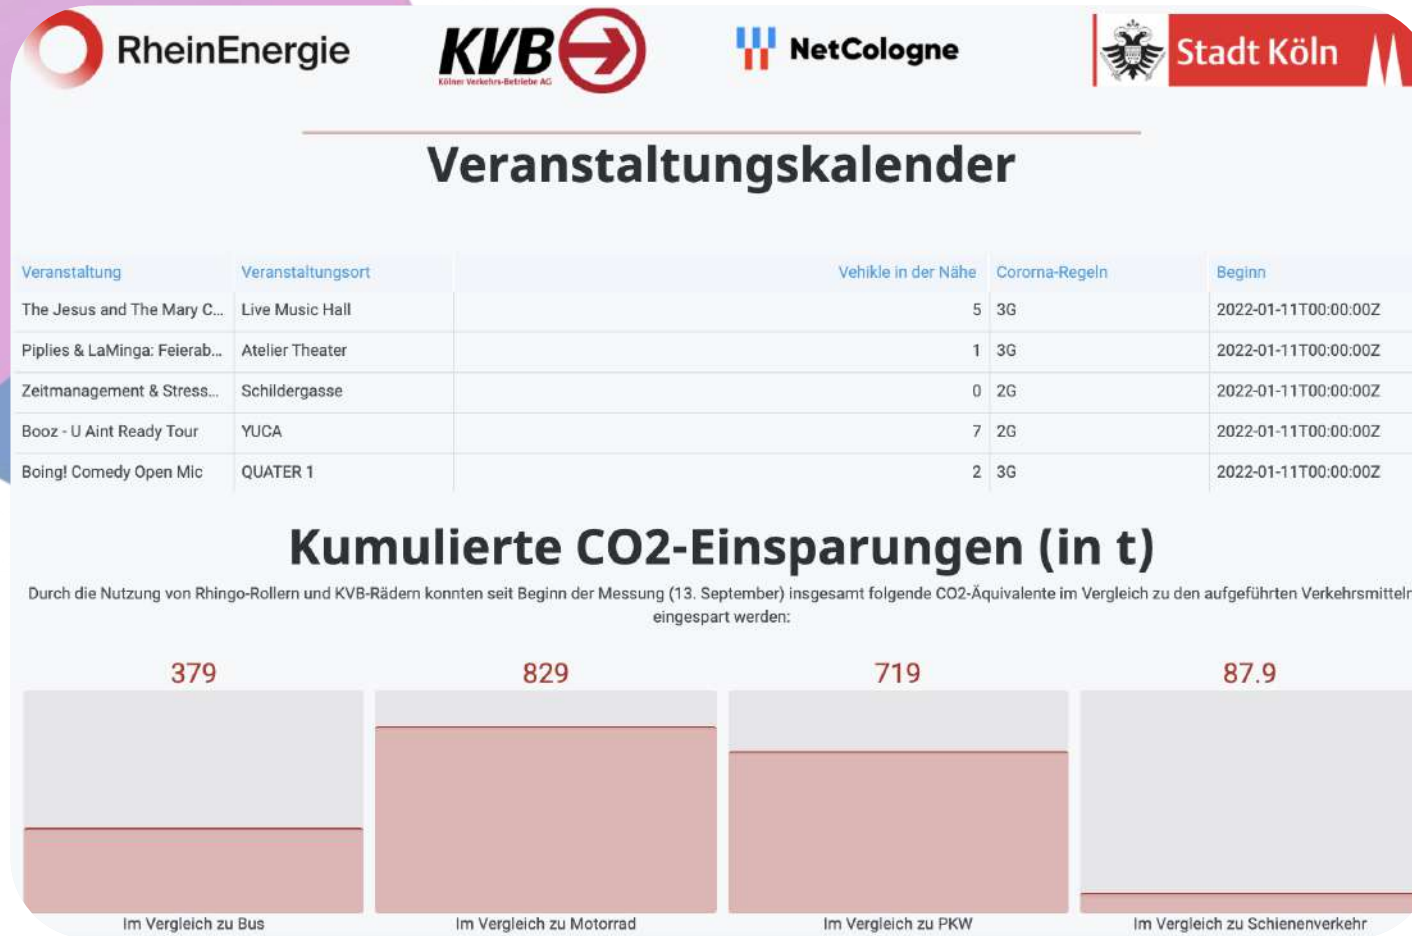 RheinEnergie
KVB
Kölner Verkehrs-Betriebe AG
NetCologne
Stadt Köln
Veranstaltungskalender
Veranstaltung Veranstaltungsort Vehikle in der Nähe Cororna-Regeln Beginn
The Jesus and The Mary C... Live Music Hall 5 3G 2022-01-11T00:00:00Z
Piplies & LaMinga: Feierab... Atelier Theater 1 3G 2022-01-11T00:00:00Z
Zeitmanagement & Stress... Schildergasse 0 2G 2022-01-11T00:00:00Z
Booz - U Aint Ready Tour YUCA 7 2G 2022-01-11T00:00:00Z
Boing! Comedy Open Mic QUATER 1 2 3G 2022-01-11T00:00:00Z
Kumulierte CO2-Einsparungen (in t)
Durch die Nutzung von Rhingo-Rollern und KVB-Rädern konnten seit Beginn der Messung (13. September) insgesamt folgende CO2-Äquivalente im Vergleich zu den aufgeführten Verkehrsmitteln
eingespart werden:
379 829 719 87.9
Im Vergleich zu Bus Im Vergleich zu Motorrad Im Vergleich zu PKW Im Vergleich zu Schienenverkehr